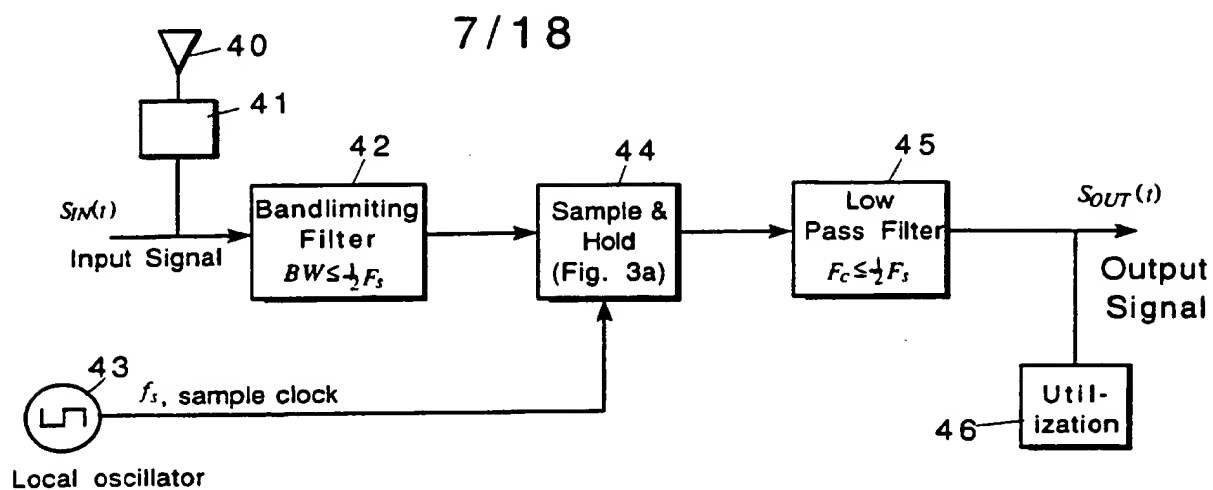 7/18
40
41
42
44
45
S_IN(t)
Input Signal
Bandlimiting
Filter
BW≤½F_s
Sample &
Hold
(Fig. 3a)
Low
Pass Filter
F_c≤½F_s
S_OUT(t)
Output
Signal
43
f_s, sample clock
Local oscillator
46
Util-
ization